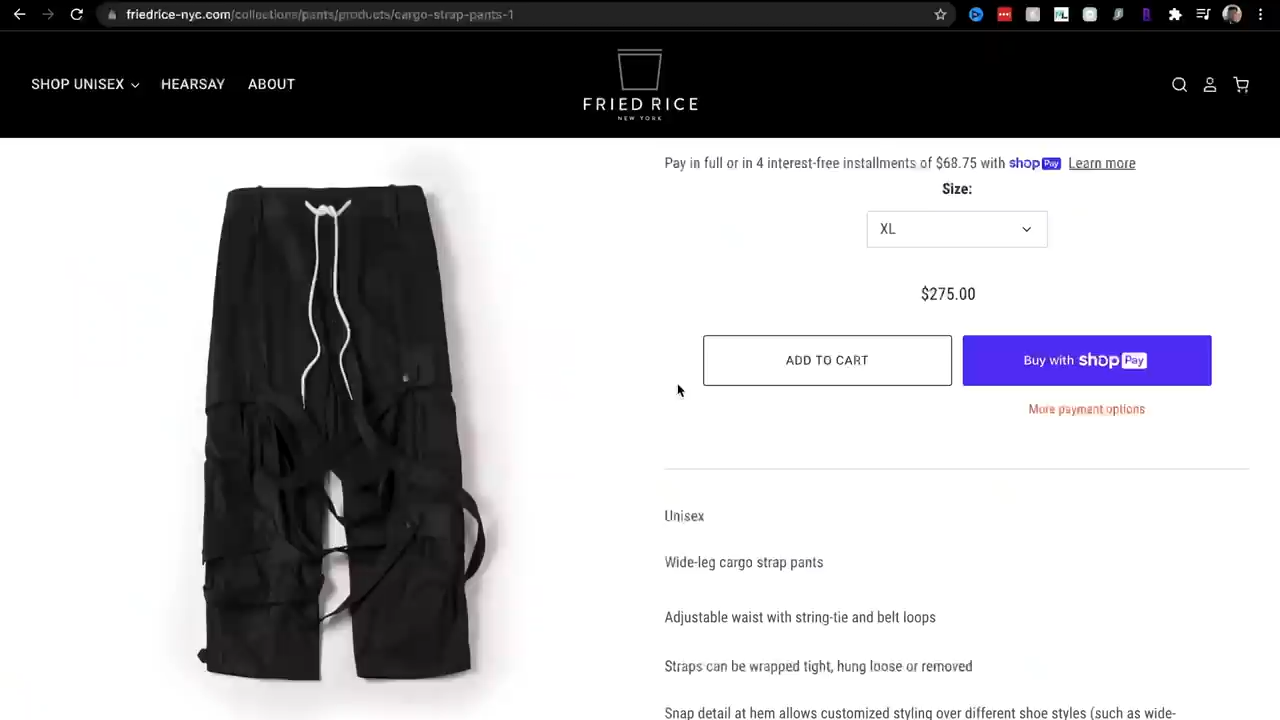 friedrice-nyc.com/collections/pants/products/cargo-strap-pants-1
SHOP UNISEX
HEARSAY
ABOUT
FRIED RICE
NEW YORK
Pay in full or in 4 interest-free installments of $68.75 with shop Pay Learn more
Size:
XL
$275.00
ADD TO CART
Buy with shop Pay
More payment options
Unisex
Wide-leg cargo strap pants
Adjustable waist with string-tie and belt loops
Straps can be wrapped tight, hung loose or removed
Snap detail at hem allows customized styling over different shoe styles (such as wide-